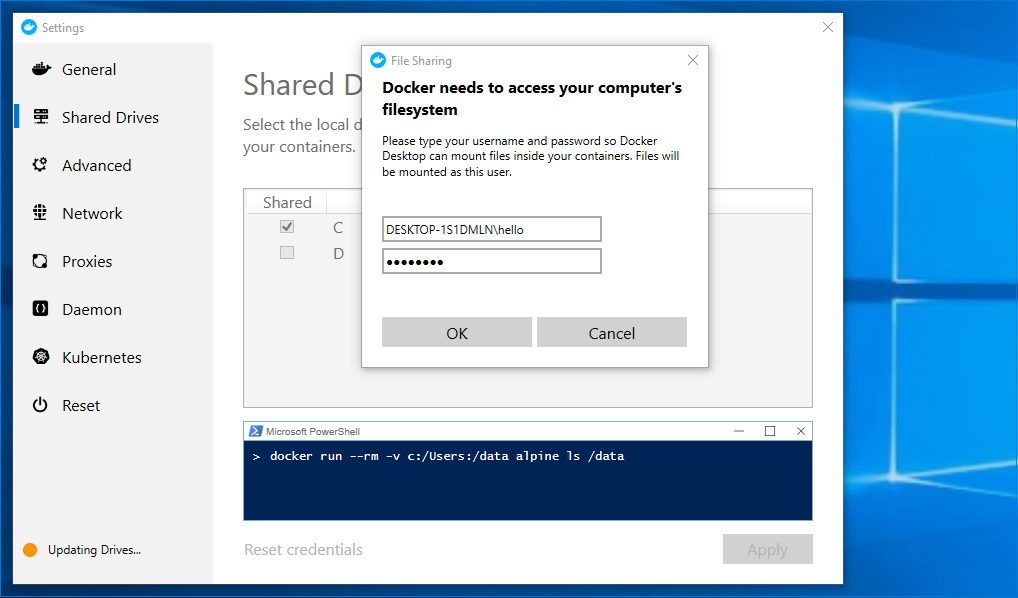 Settings
General
Shared Drives
Advanced
Network
Proxies
Daemon
Kubernetes
Reset
Updating Drives...
Shared D
Select the local d
your containers.
Shared
C
D
File Sharing
Docker needs to access your computer's
filesystem
Please type your username and password so Docker
Desktop can mount files inside your containers. Files will
be mounted as this user.
DESKTOP-1S1DMLN\hello
●●●●●●●●
OK Cancel
Microsoft PowerShell
> docker run --rm -v c:/Users:/data alpine ls /data
Reset credentials
Apply